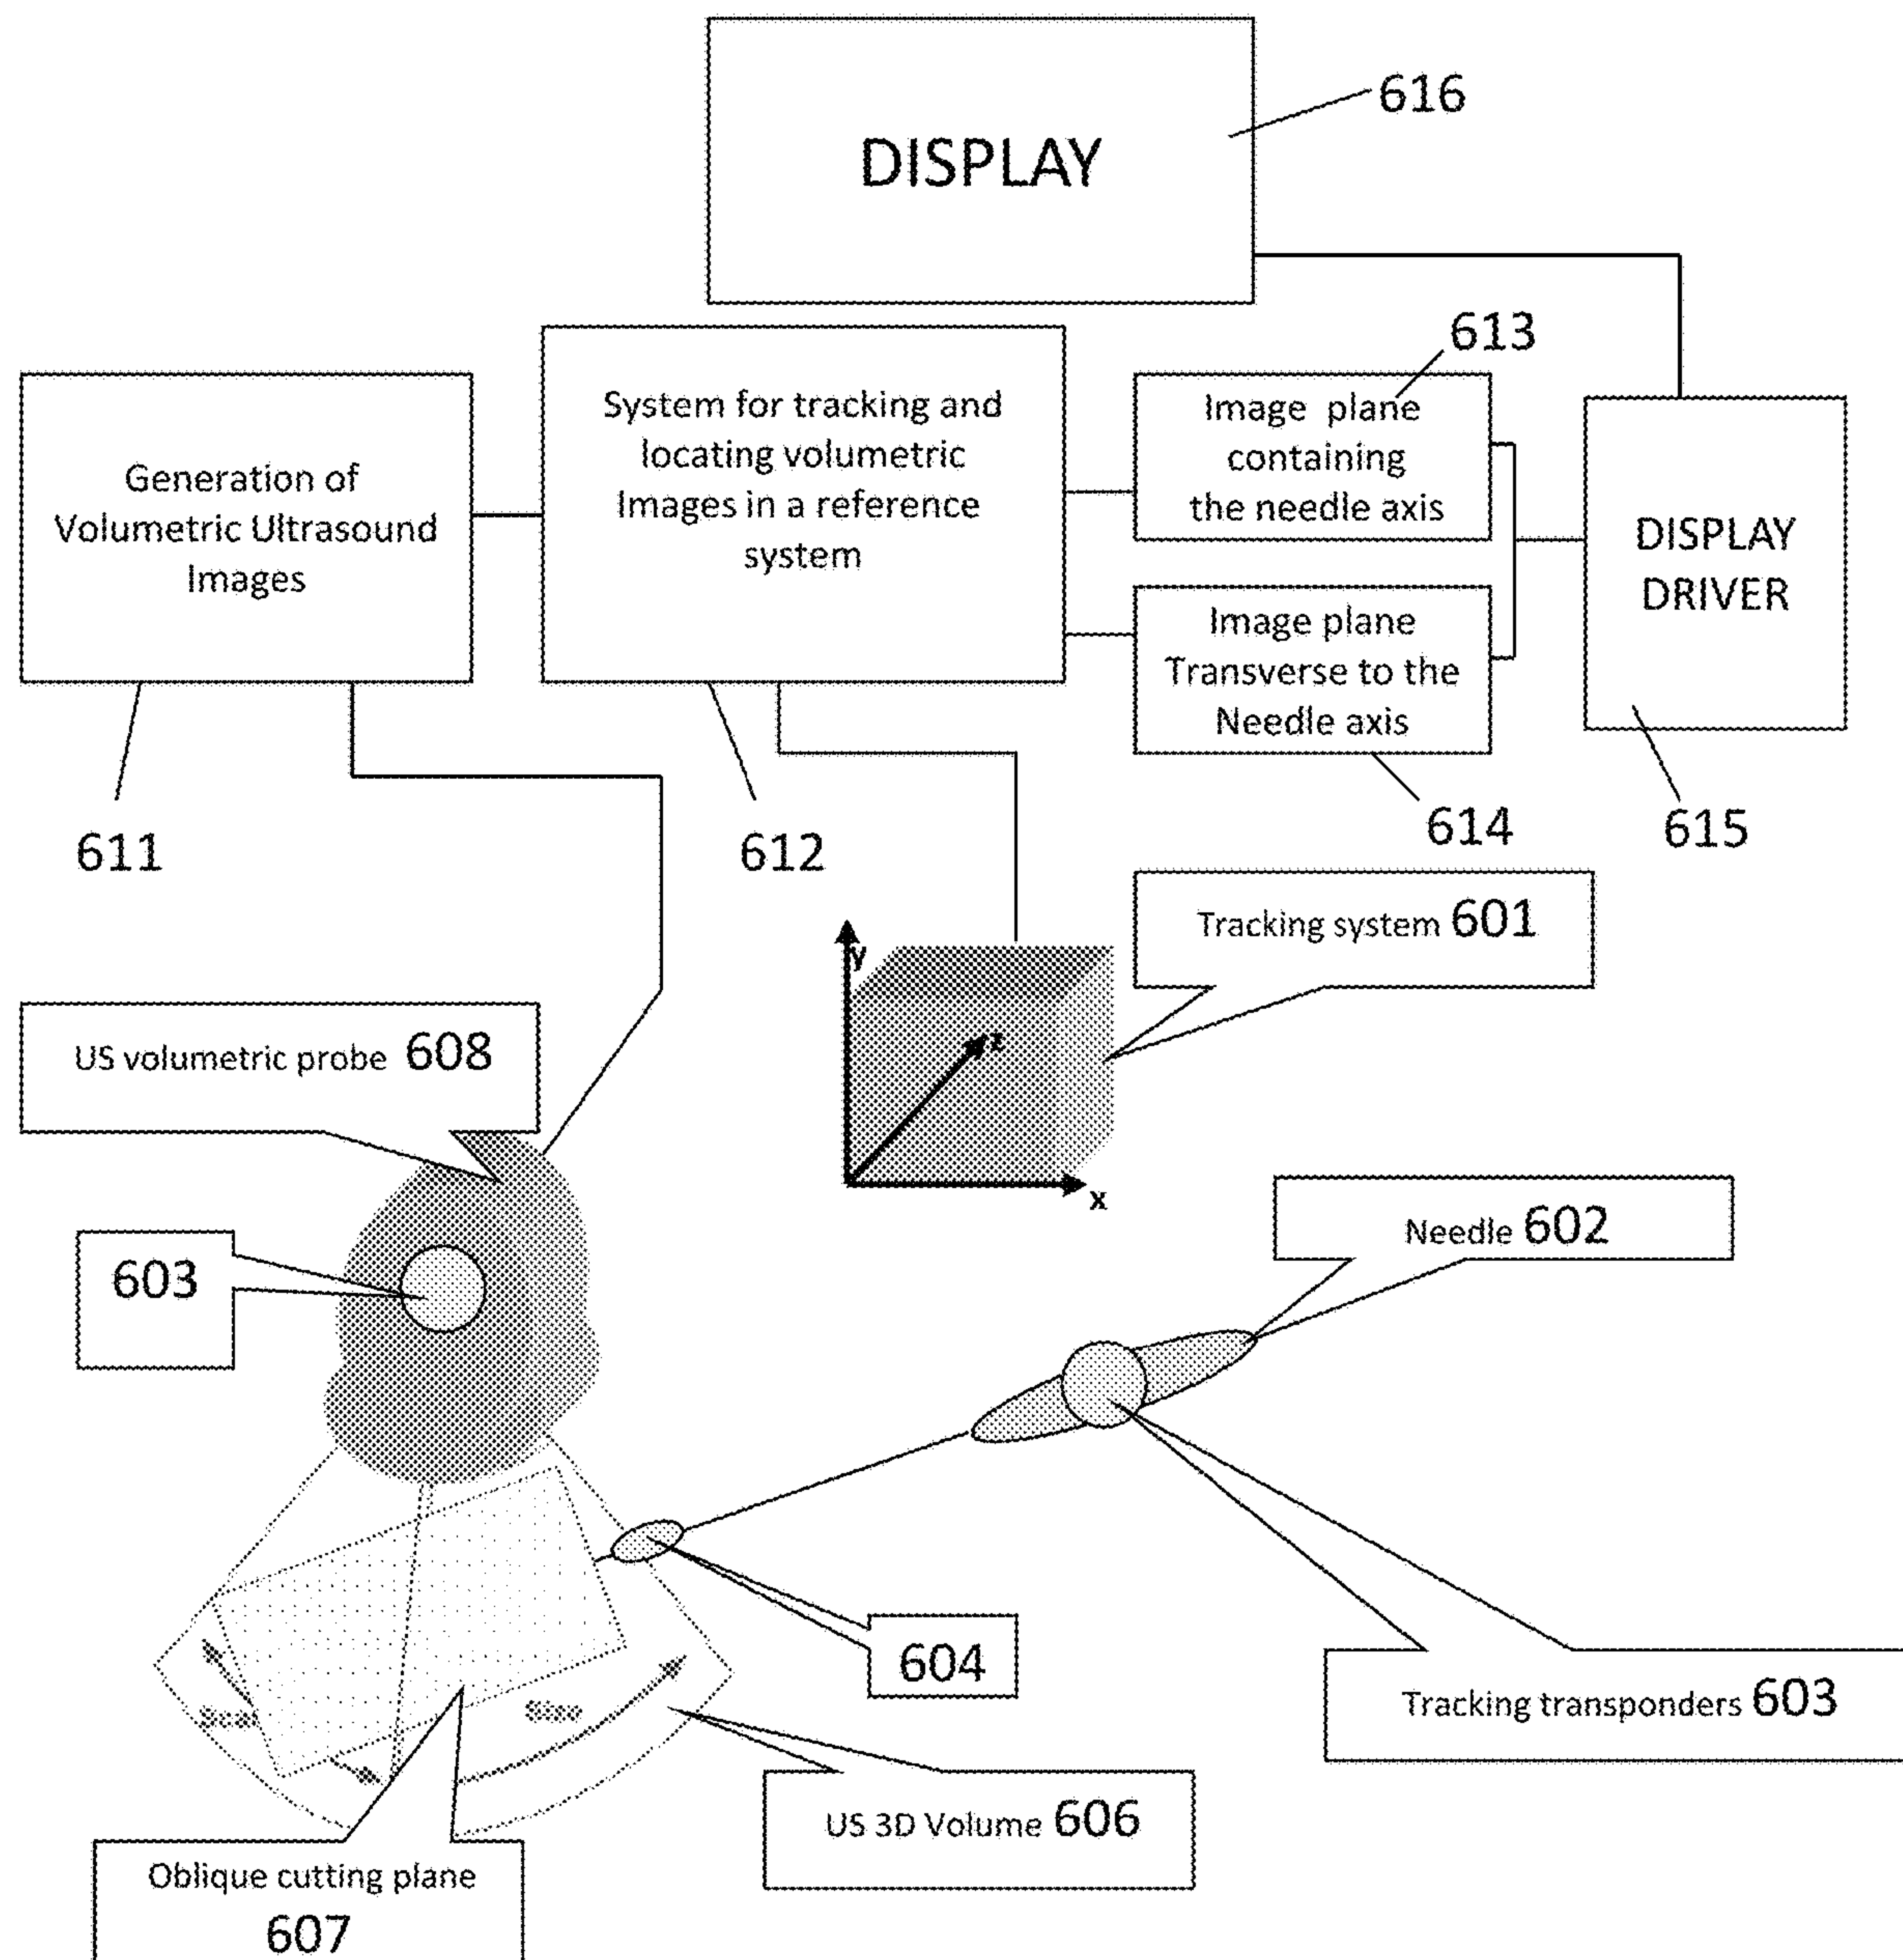 616
DISPLAY
613
System for tracking and
locating volumetric
Images in a reference
system
Image plane
containing
the needle axis
Generation of
Volumetric Ultrasound
Images
DISPLAY
DRIVER
Image plane
Transverse to the
Needle axis
611
612
614
615
Tracking system 601
y
z
x
US volumetric probe 608
603
Needle 602
604
Tracking transponders 603
US 3D Volume 606
Oblique cutting plane
607